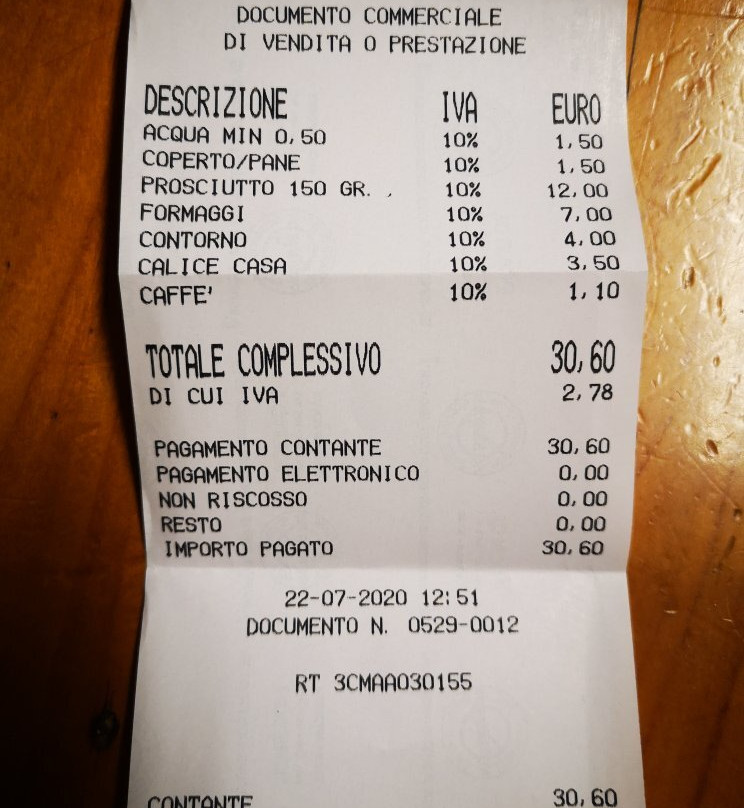 DOCUMENTO COMMERCIALE
DI VENDITA O PRESTAZIONE
DESCRIZIONE IVA EURO
ACQUA MIN 0,50 10% 1,50
COPERTO/PANE 10% 1,50
PROSCIUTTO 150 GR. . 10% 12,00
FORMAGGI 10% 7,00
CONTORNO 10% 4,00
CALICE CASA 10% 3,50
CAFFE' 10% 1,10
TOTALE COMPLESSIVO 30,60
DI CUI IVA 2,78
PAGAMENTO CONTANTE 30,60
PAGAMENTO ELETTRONICO 0,00
NON RISCOSSO 0,00
RESTO 0,00
IMPORTO PAGATO 30,60
22-07-2020 12:51
DOCUMENTO N. 0529-0012
RT 3CMAA030155
CONTANTE 30,60